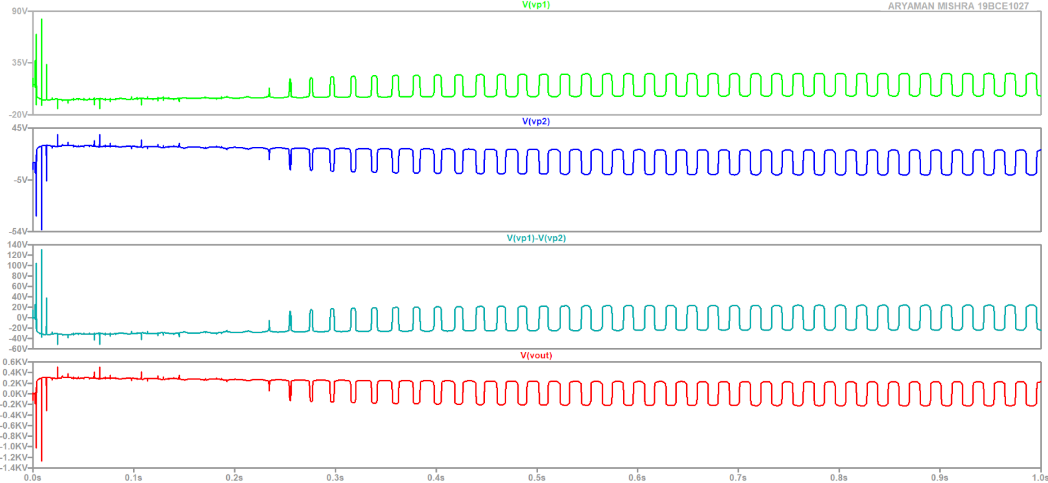 V(vp1)
ARYAMAN MISHRA 19BCE1027
90V
35V
-20V
V(vp2)
45V
-5V
-54V
V(vp1)-V(vp2)
140V
120V
100V
80V
60V
40V
20V
0V
-20V
-40V
-60V
V(vout)
0.6KV
0.4KV
0.2KV
0.0KV
-0.2KV
-0.4KV
-0.6KV
-0.8KV
-1.0KV
-1.2KV
-1.4KV
0.0s 0.1s 0.2s 0.3s 0.4s 0.5s 0.6s 0.7s 0.8s 0.9s 1.0s